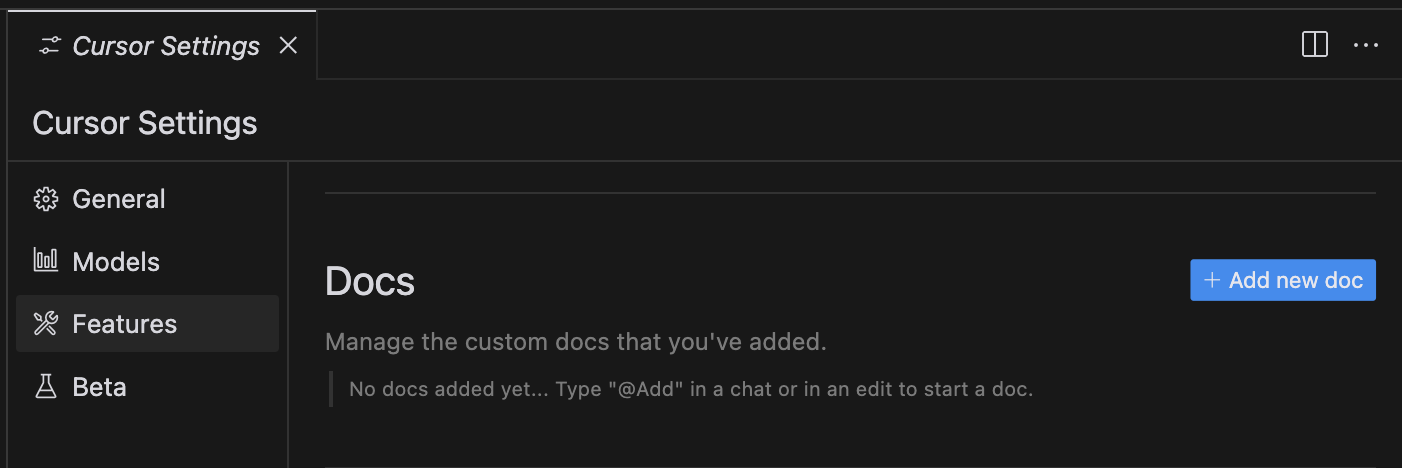 Cursor Settings
Cursor Settings
General
Models
Features
Beta
Docs
+ Add new doc
Manage the custom docs that you've added.
No docs added yet... Type "@Add" in a chat or in an edit to start a doc.